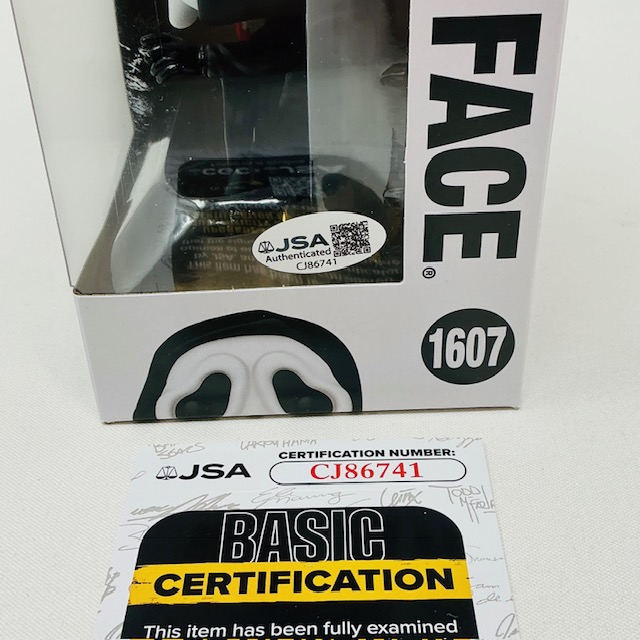 FACE®
JSA
Authenticated
CJ86741
1607
JSA
CERTIFICATION NUMBER:
CJ86741
BASIC
CERTIFICATION
This item has been fully examined